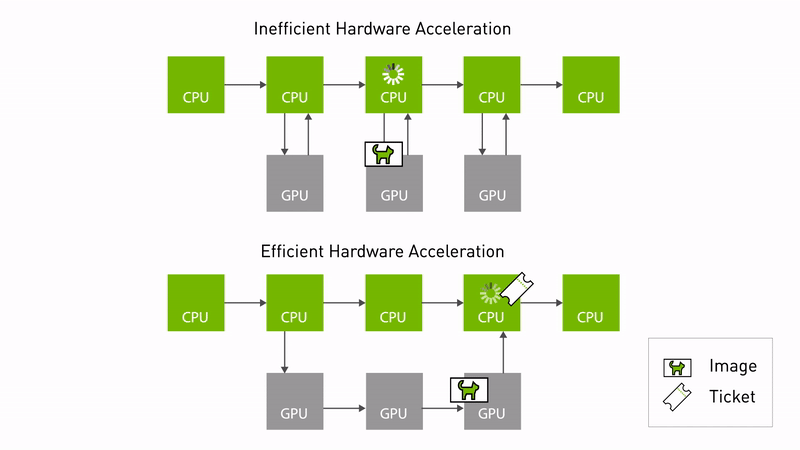 Inefficient Hardware Acceleration
CPU CPU CPU CPU CPU
GPU GPU GPU
Efficient Hardware Acceleration
CPU CPU CPU CPU CPU
GPU GPU GPU
Image
Ticket